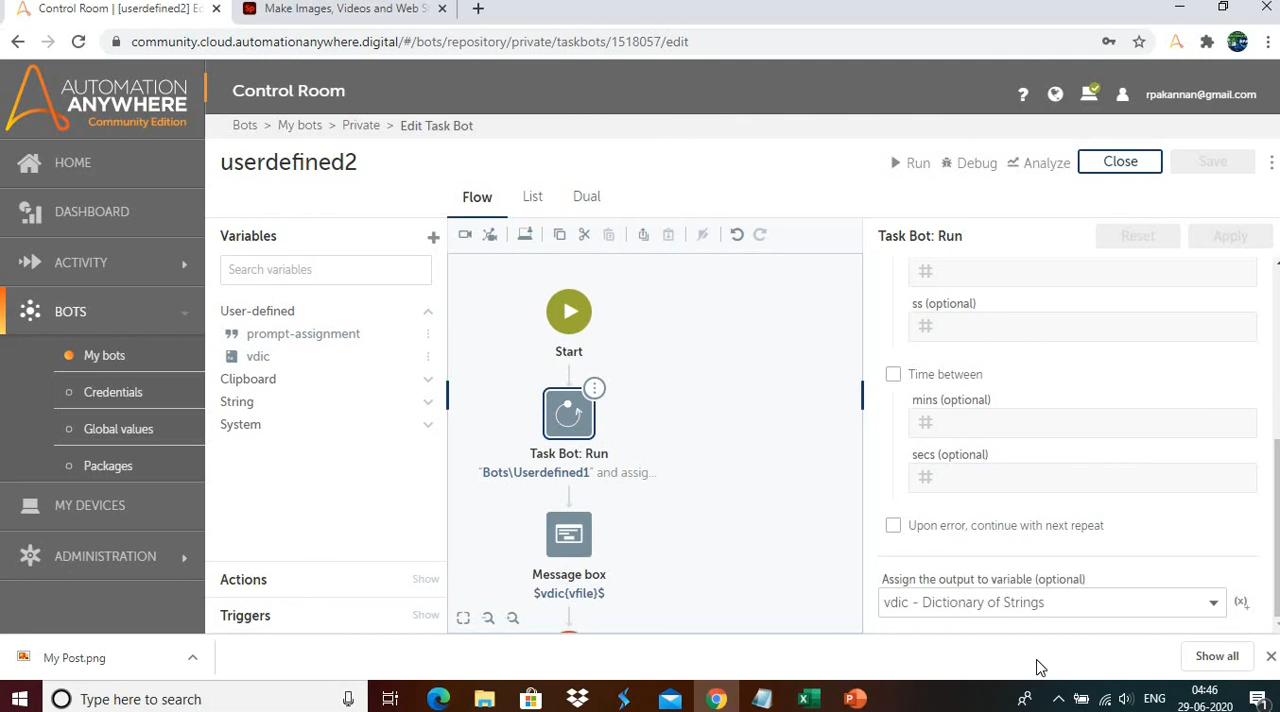 Control Room | [userdefined2] Ed
Make Images, Videos and Web S
community.cloud.automationanywhere.digital/#/bots/repository/private/taskbots/1518057/edit
AUTOMATION
ANYWHERE
Community Edition
Control Room
rpakannan@gmail.com
Bots > My bots > Private > Edit Task Bot
userdefined2
Run
Debug
Analyze
Close
Save
HOME
DASHBOARD
ACTIVITY
BOTS
My bots
Credentials
Global values
Packages
MY DEVICES
ADMINISTRATION
Flow
List
Dual
Variables
Search variables
User-defined
prompt-assignment
vdic
Clipboard
String
System
Actions
Show
Triggers
Show
Start
Task Bot: Run
"Bots\Userdefined1" and assig...
Message box
$vdic{vfile}$
Task Bot: Run
Reset
Apply
#
ss (optional)
#
Time between
mins (optional)
#
secs (optional)
#
Upon error, continue with next repeat
Assign the output to variable (optional)
vdic - Dictionary of Strings
(x)
My Post.png
Show all
Type here to search
ENG
04:46
29-06-2020